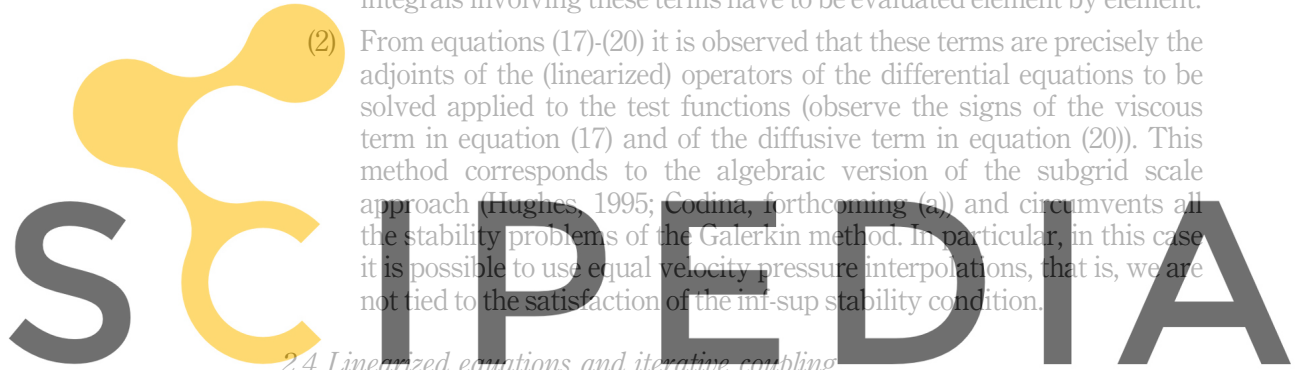 integrals involving these terms have to be evaluated element by element.
(2) From equations (17)-(20) it is observed that these terms are precisely the
adjoints of the (linearized) operators of the differential equations to be
solved applied to the test functions (observe the signs of the viscous
term in equation (17) and of the diffusive term in equation (20)). This
method corresponds to the algebraic version of the subgrid scale
approach (Hughes, 1995; Codina, forthcoming (a)) and circumvents all
the stability problems of the Galerkin method. In particular, in this case
it is possible to use equal velocity pressure interpolations, that is, we are
not tied to the satisfaction of the inf-sup stability condition.
SCIPEDIA
2.4 Linearized equations and iterative coupling